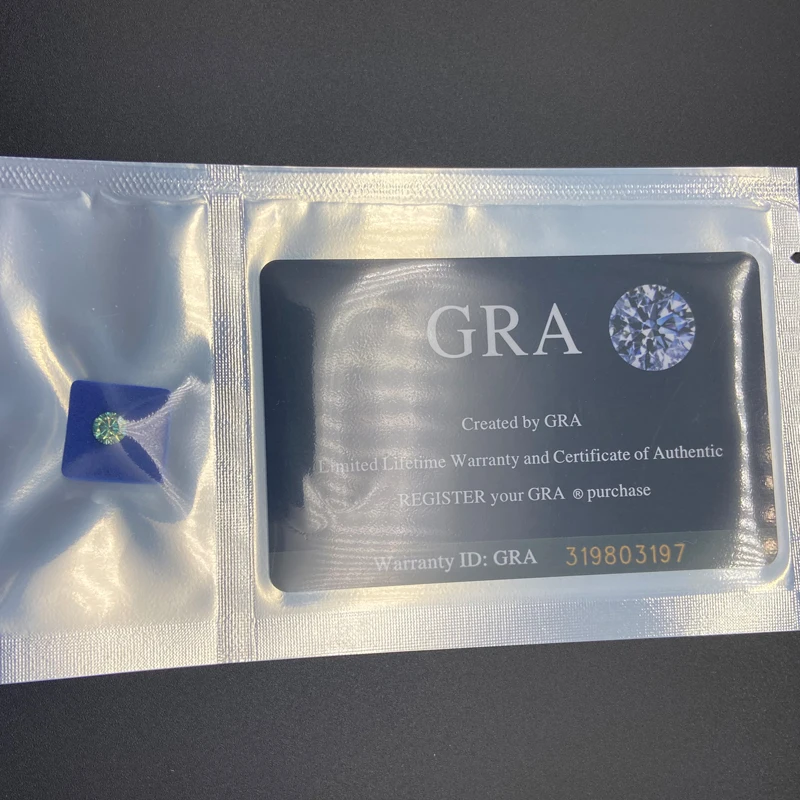 GRA
Created by GRA
Limited Lifetime Warranty and Certificate of Authentic
REGISTER your GRA ® purchase
Warranty ID: GRA 319803197